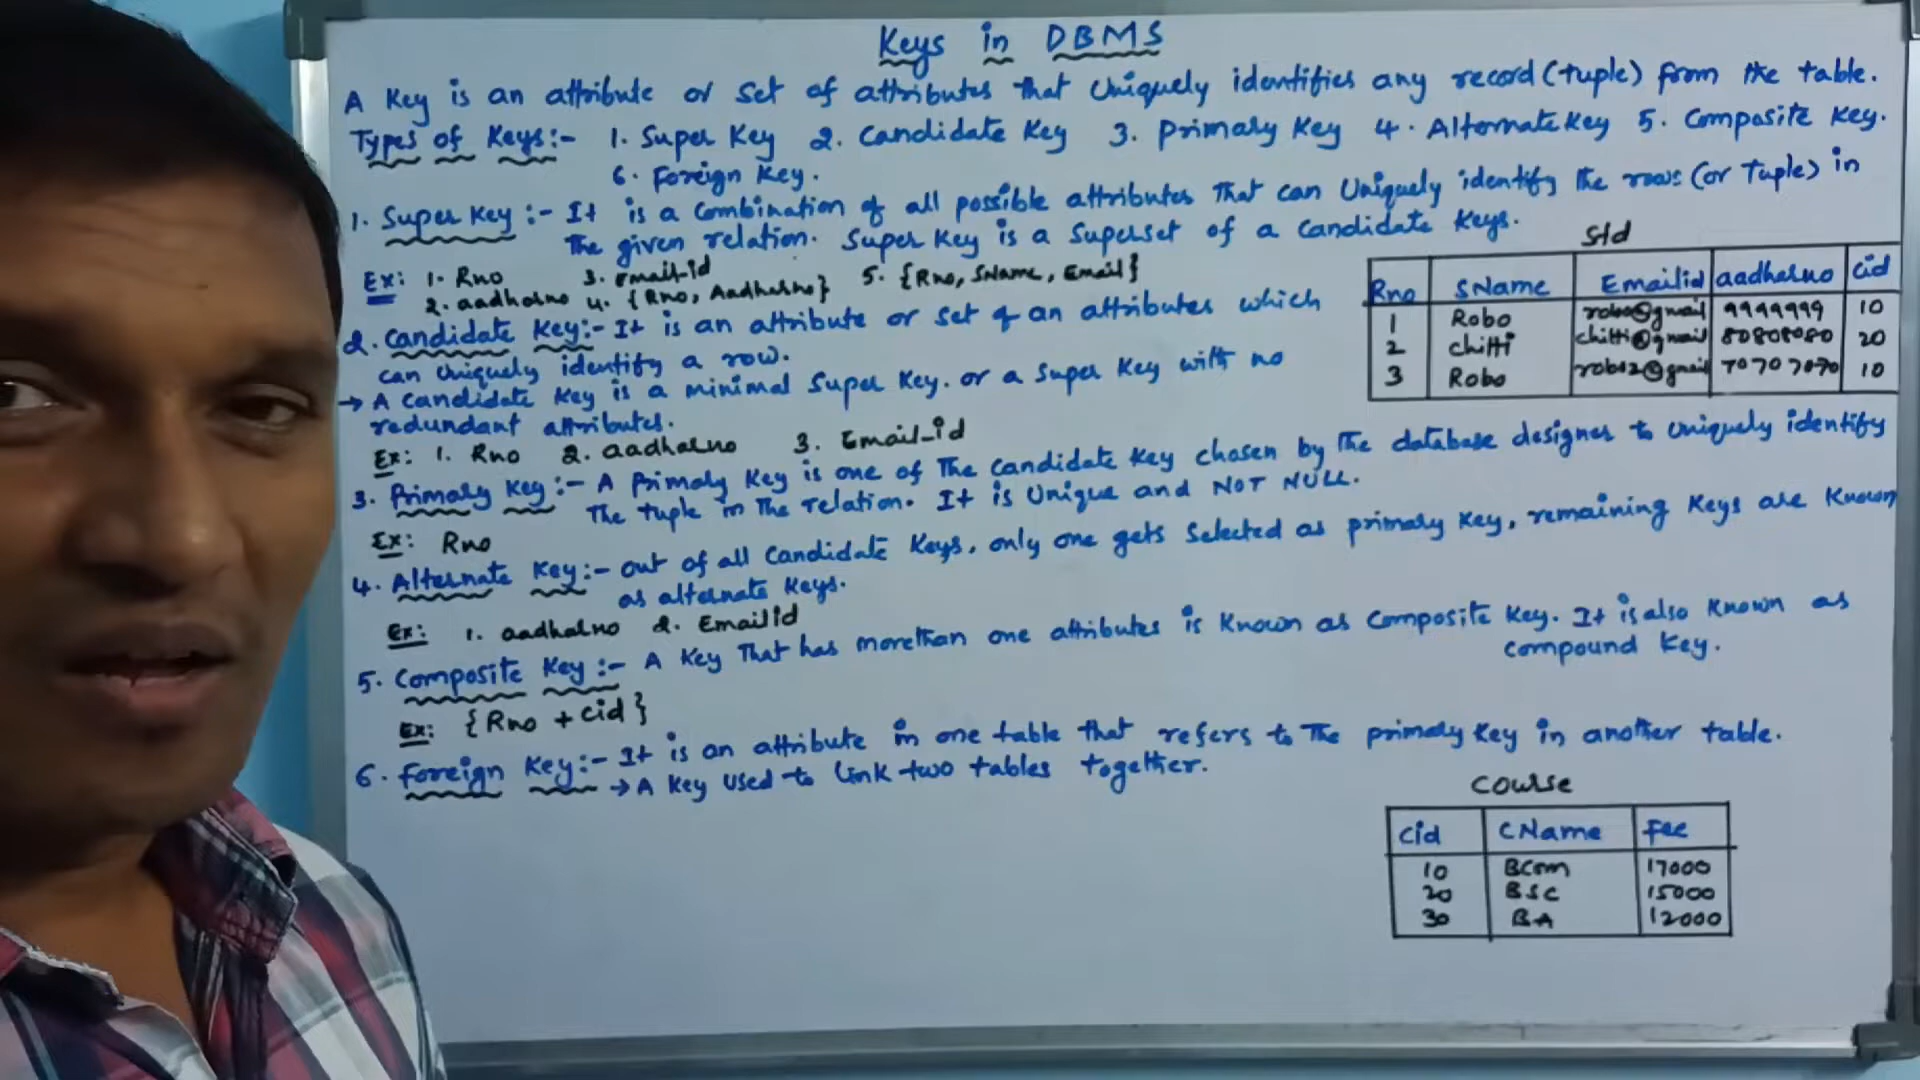 Keys in DBMS
A Key is an attribute or set of attributes that Uniquely identifies any record (tuple) from the table.
Types of Keys:- 1. Super Key 2. Candidate Key 3. Primary Key 4. Alternate Key 5. Composite Key.
6. Foreign Key.
1. Super Key :- It is a Combination of all possible attributes that can Uniquely identify the rows (or Tuple) in
the given relation. Super Key is a Superset of a Candidate Keys.
Ex: 1. Rno 3. Email-id 5. {Rno, SName, Email}
2. aadharno 4. {Rno, Aadharno}
Std
Rno SName Emailid aadharno cid
1 Robo robo@gmail 9999999 10
2 chitti chitti@gmail 80808080 20
3 Robo robo2@gmail 70707070 10
2. Candidate Key:- It is an attribute or set of an attributes which
can Uniquely identify a row.
→ A candidate Key is a minimal Super Key. or a Super Key with no
redundant attributes.
Ex: 1. Rno 2. aadharno 3. Email_id
3. Primary Key :- A Primary Key is one of the Candidate Key chosen by the database designer to Uniquely identify
the tuple in the relation. It is Unique and NOT NULL.
Ex: Rno
4. Alternate Key:- out of all Candidate Keys, only one gets Selected as primary Key, remaining Keys are Known
as alternate Keys.
Ex: 1. aadharno 2. Emailid
5. Composite Key :- A Key That has morethan one attributes is Known as Composite Key. It is also Known as
compound Key.
Ex: {Rno + cid}
6. Foreign Key:- It is an attribute in one table that refers to the primary Key in another table.
→ A Key Used to link two tables together.
Course
Cid CName Fee
10 BCom 17000
20 BSC 15000
30 BA 12000